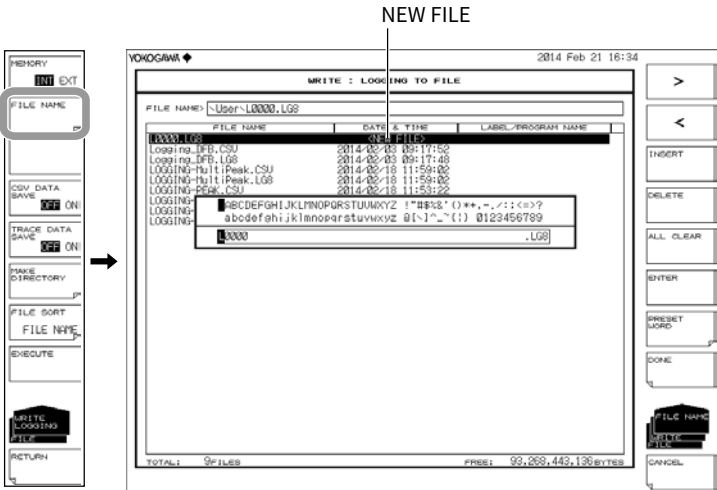 NEW FILE
MEMORY
INT EXT
FILE NAME
CSV DATA
SAVE
OFF ON
TRACE DATA
SAVE
OFF ON
MAKE
DIRECTORY
FILE SORT
FILE NAME
EXECUTE
WRITE
LOGGING
FILE
RETURN
YOKOGAWA 2014 Feb 21 16:34
WRITE : LOGGING TO FILE
FILE NAME> \User\L0000.LG8
FILE NAME DATE & TIME LABEL/PROGRAM NAME
L0000.LG8 <NEW FILE>
Logging_DFB.CSV 2014/02/03 09:17:52
Logging_DFB.LG8 2014/02/03 09:17:48
LOGGING-MultiPeak.CSU 2014/02/18 11:59:02
LOGGING-MultiPeak.LG8 2014/02/18 11:59:02
LOGGING-PEAK.CSU 2014/02/18 11:53:22
LOGGING-
LOGGING-
LOGGING-
ABCDEFGHIJKLMNOPQRSTUVWXYZ !"#$%&'()*+,-./:;<=>?
abcdefghijklmnopqrstuvwxyz @[\]^_`{|} 0123456789
L0000 .LG8
TOTAL: 9FILES FREE: 93,268,443,136BYTES
>
<
INSERT
DELETE
ALL CLEAR
ENTER
PRESET
WORD
DONE
FILE NAME
WRITE
FILE
CANCEL